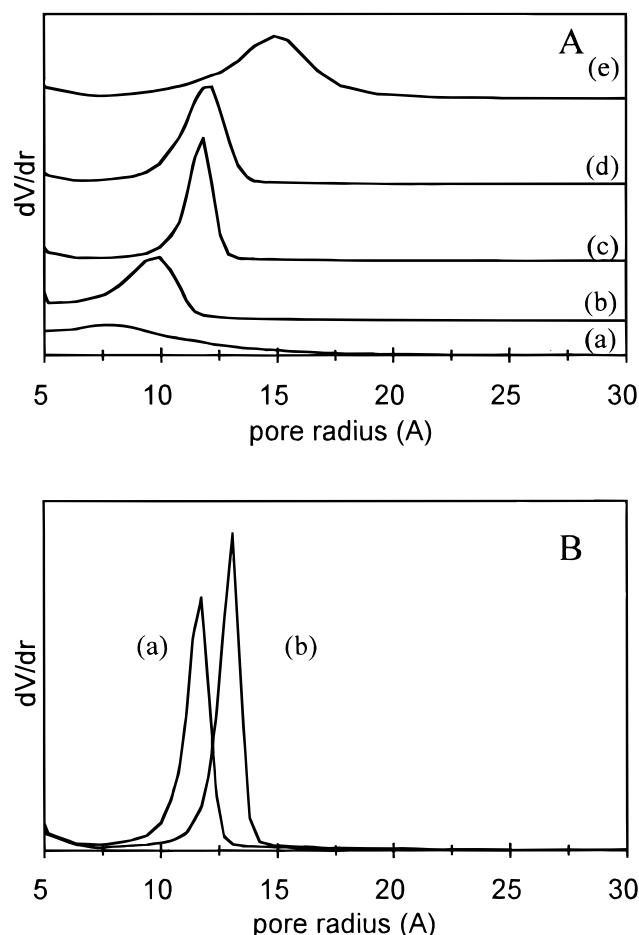 A
(e)
(d)
(c)
(b)
(a)
dV/dr
5 10 15 20 25 30
pore radius (A)
B
(a) (b)
dV/dr
5 10 15 20 25 30
pore radius (A)